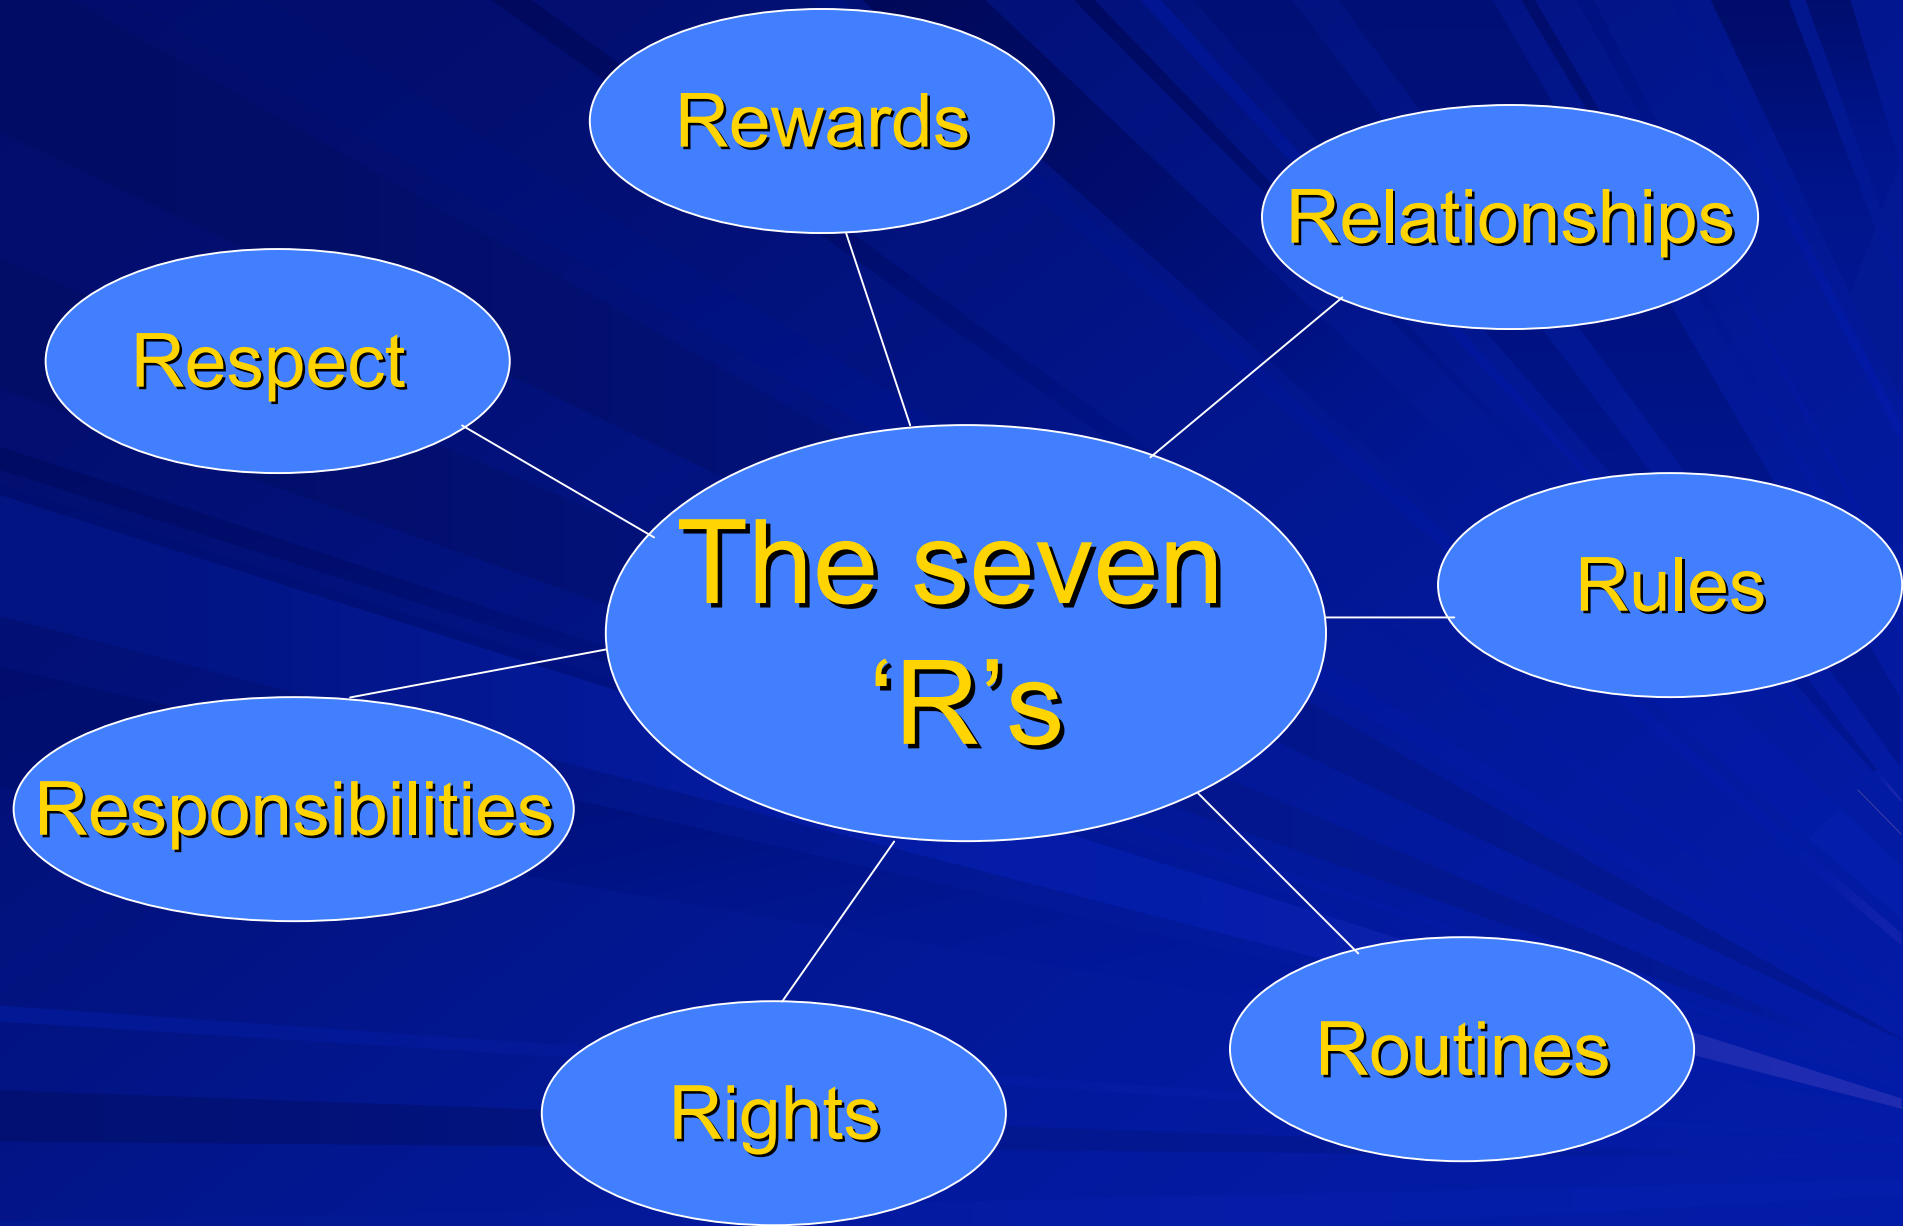 Rewards
Relationships
Respect
The seven
‘R’s
Rules
Responsibilities
Routines
Rights